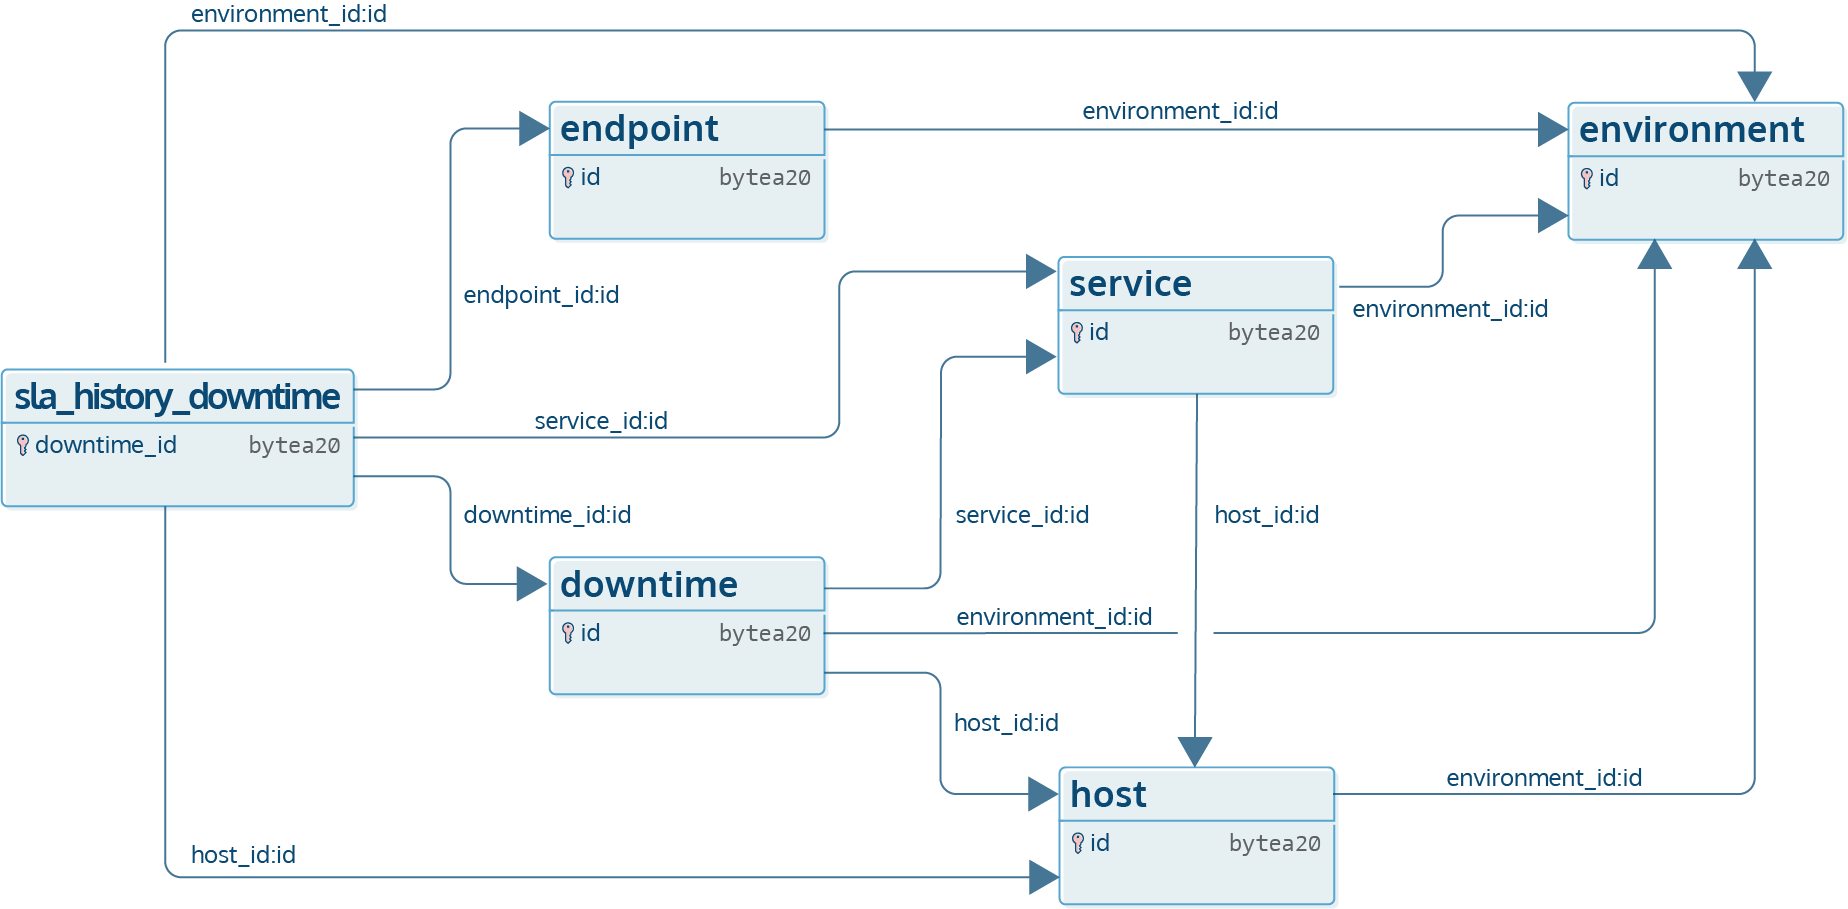 environment_id:id
endpoint
id bytea20
environment_id:id
environment
id bytea20
endpoint_id:id
service
id bytea20
environment_id:id
sla_history_downtime
downtime_id bytea20
service_id:id
downtime_id:id
service_id:id
host_id:id
downtime
id bytea20
environment_id:id
host_id:id
host
id bytea20
environment_id:id
host_id:id